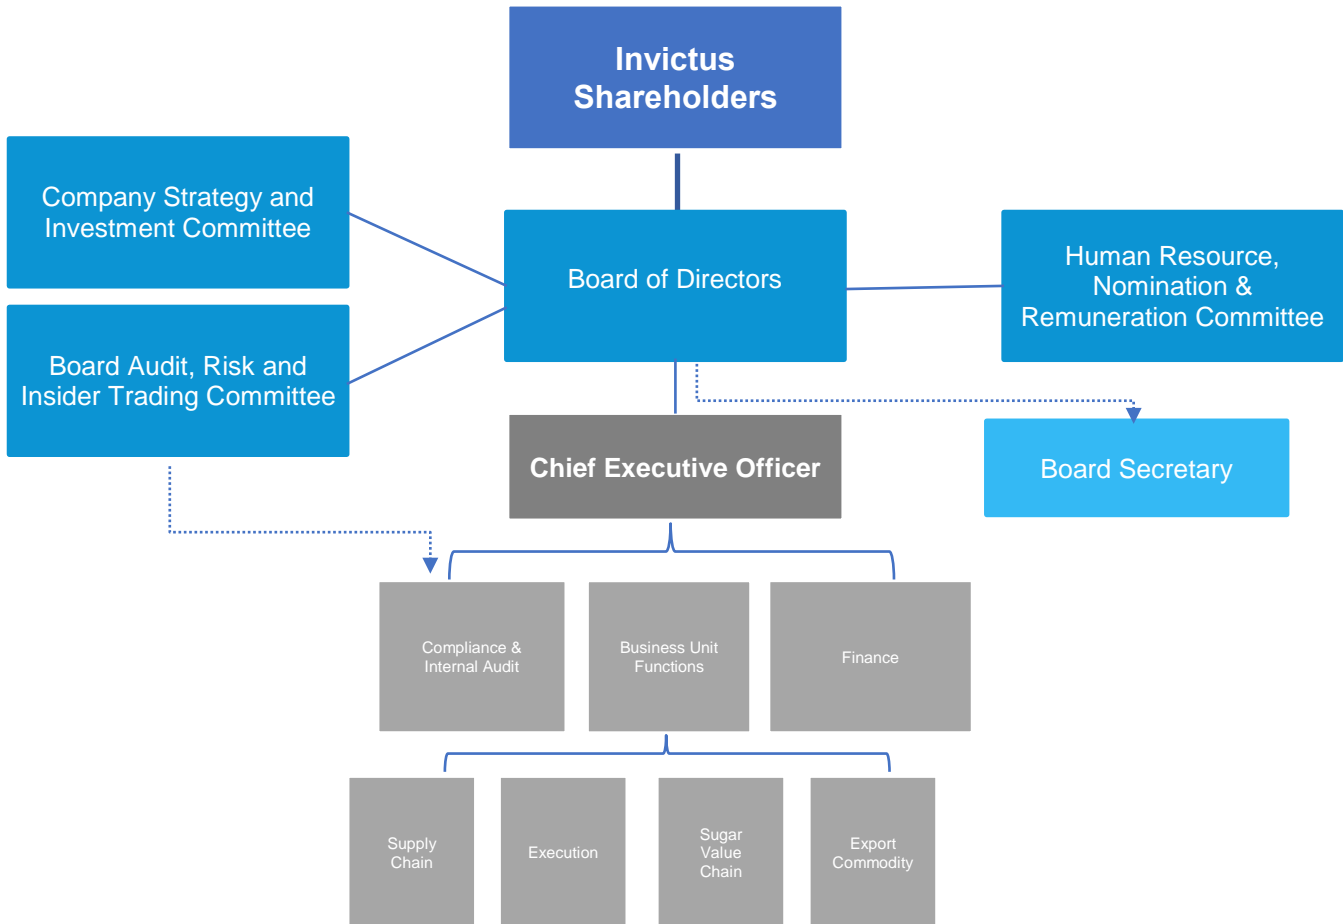 Invictus
Shareholders
Company Strategy and
Investment Committee
Board of Directors
Human Resource,
Nomination &
Remuneration Committee
Board Audit, Risk and
Insider Trading Committee
Chief Executive Officer
Board Secretary
Compliance &
Internal Audit
Business Unit
Functions
Finance
Supply
Chain
Execution
Sugar
Value
Chain
Export
Commodity